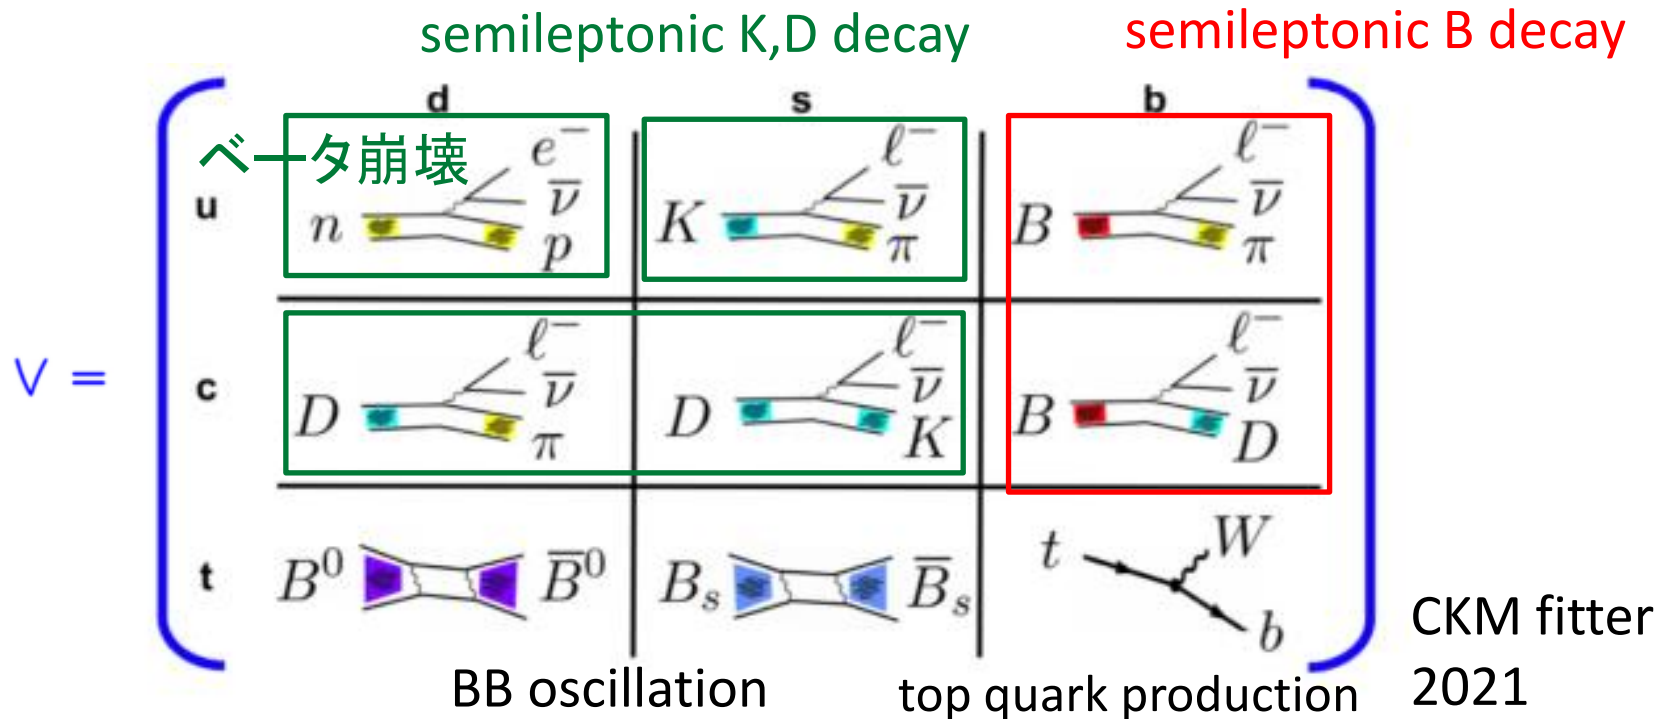 semileptonic K,D decay
semileptonic B decay
d s b
ベータ崩壊
u
n e⁻ ν̅ p
K ℓ⁻ ν̅ π
B ℓ⁻ ν̅ π
V =
c
D ℓ⁻ ν̅ π
D ℓ⁻ ν̅ K
B ℓ⁻ ν̅ D
t
B⁰ B̅⁰
Bₛ B̅ₛ
t W b
BB oscillation
top quark production
CKM fitter
2021